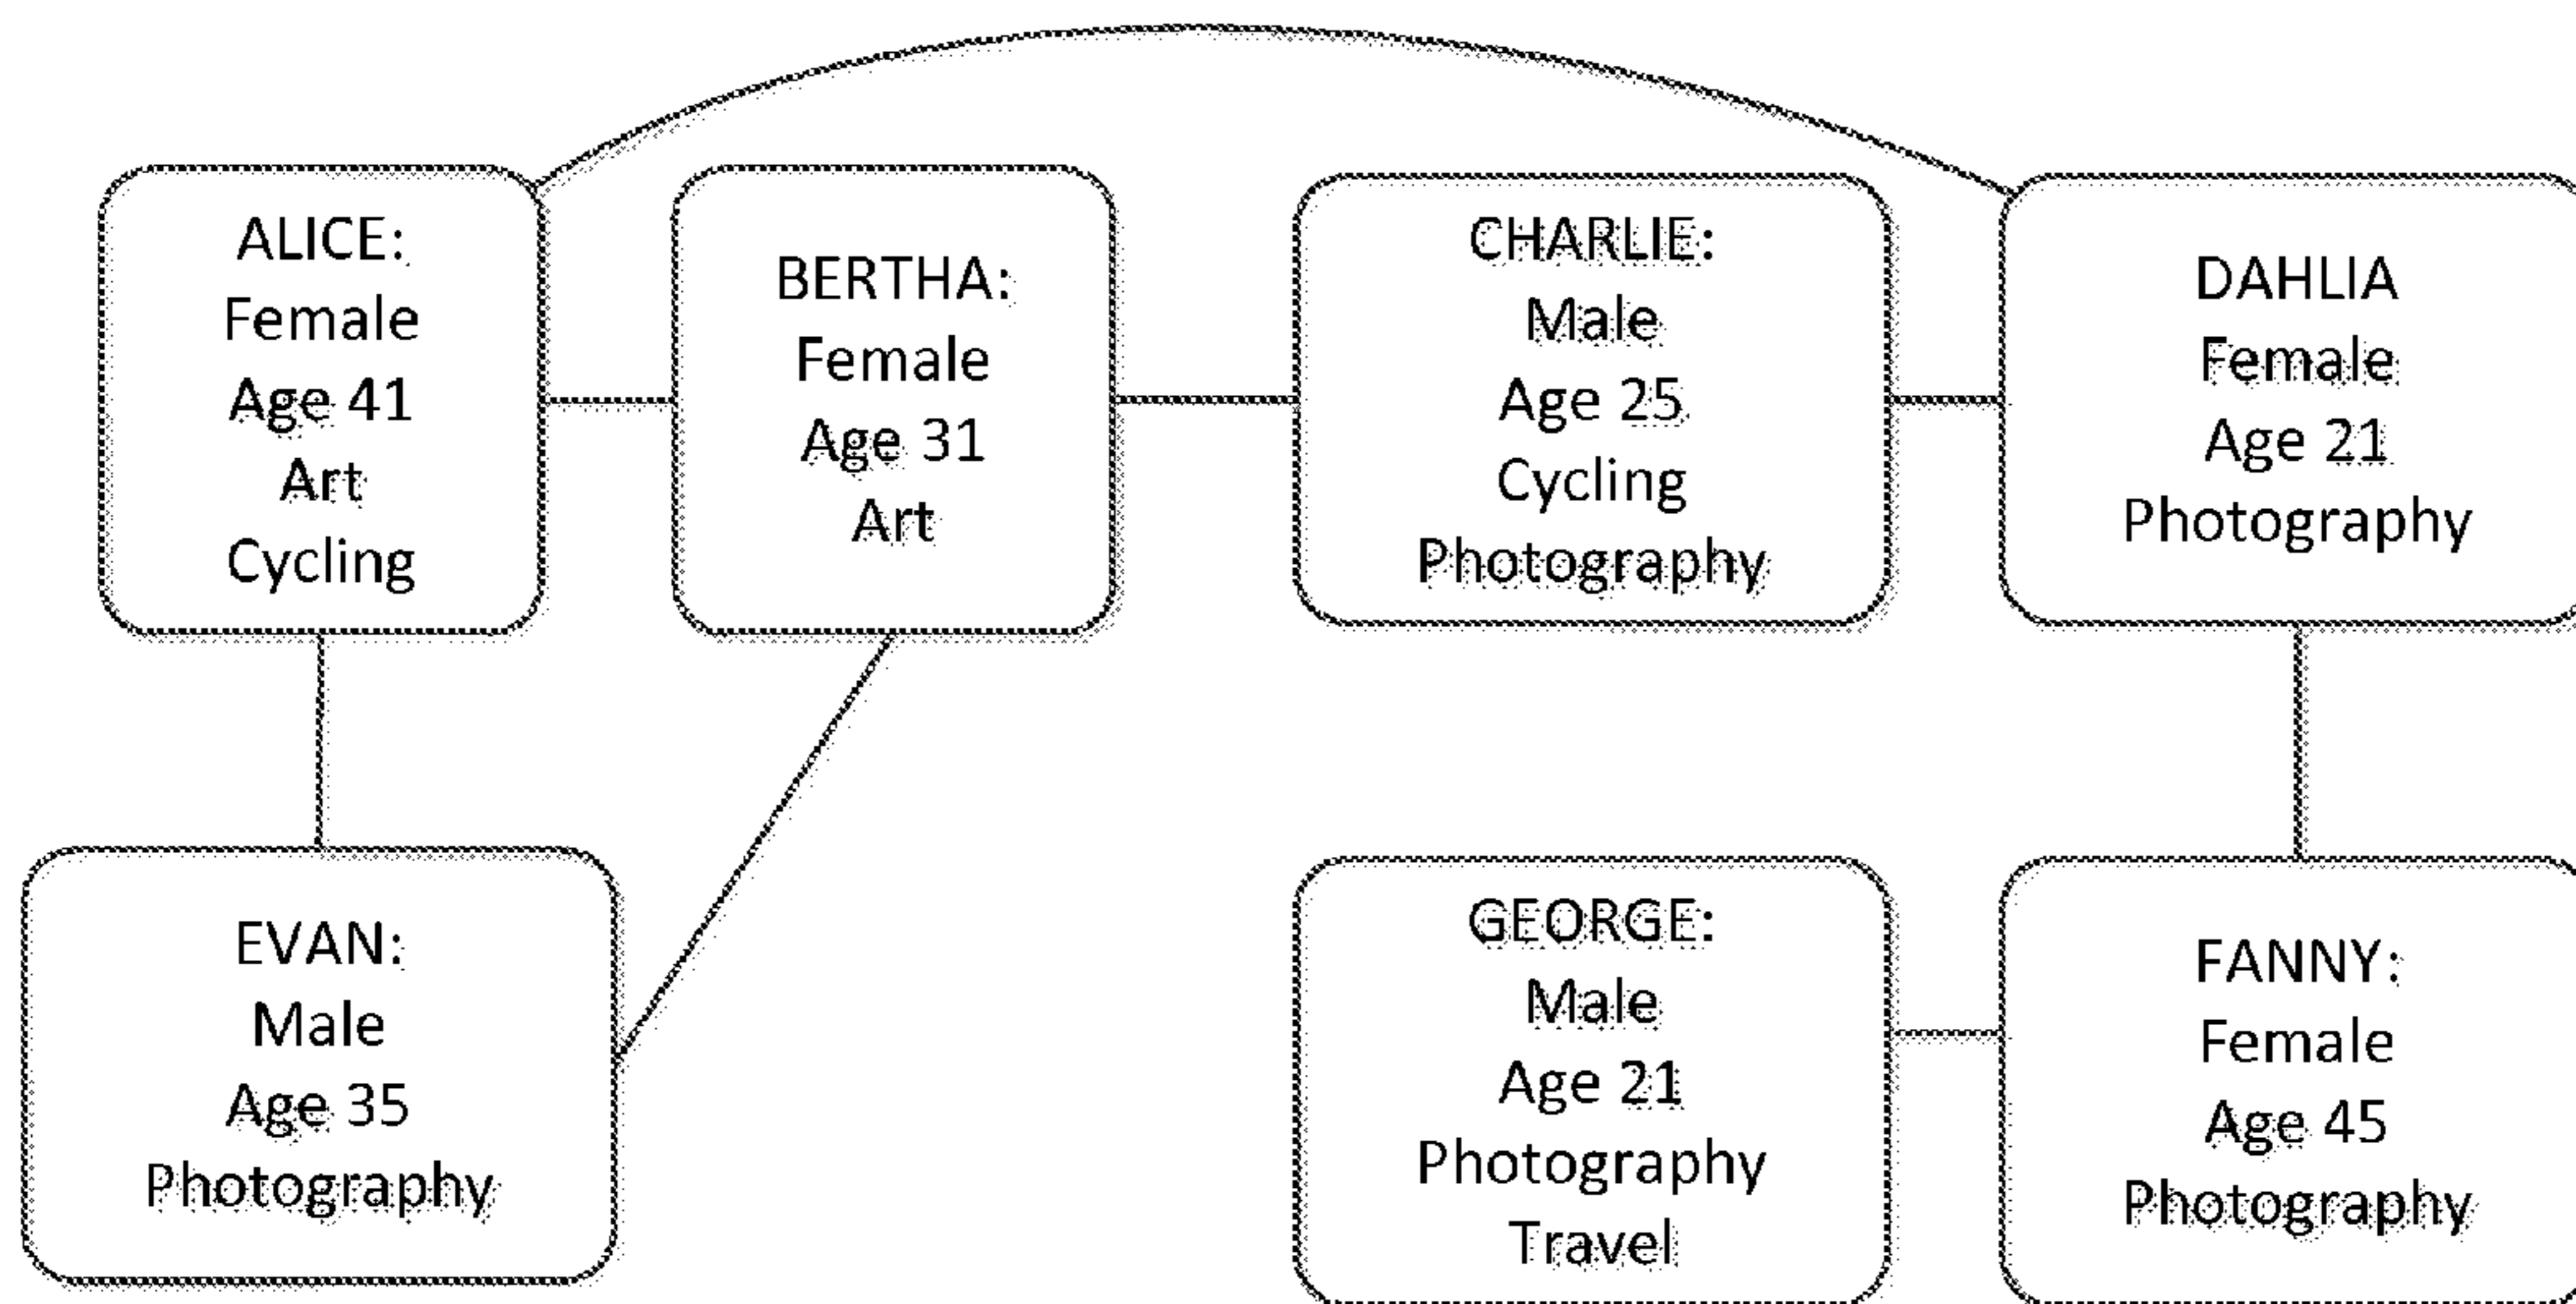 ALICE:
Female
Age 41
Art
Cycling
BERTHA:
Female
Age 31
Art
CHARLIE:
Male
Age 25
Cycling
Photography
DAHLIA
Female
Age 21
Photography
EVAN:
Male
Age 35
Photography
GEORGE:
Male
Age 21
Photography
Travel
FANNY:
Female
Age 45
Photography